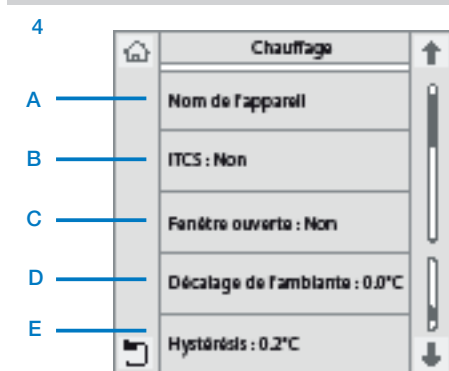 4
Chauffage
A
Nom de l'appareil
B
ITCS : Non
C
Fenêtre ouverte : Non
D
Décalage de l'ambiante : 0.0°C
E
Hystérésis : 0.2°C